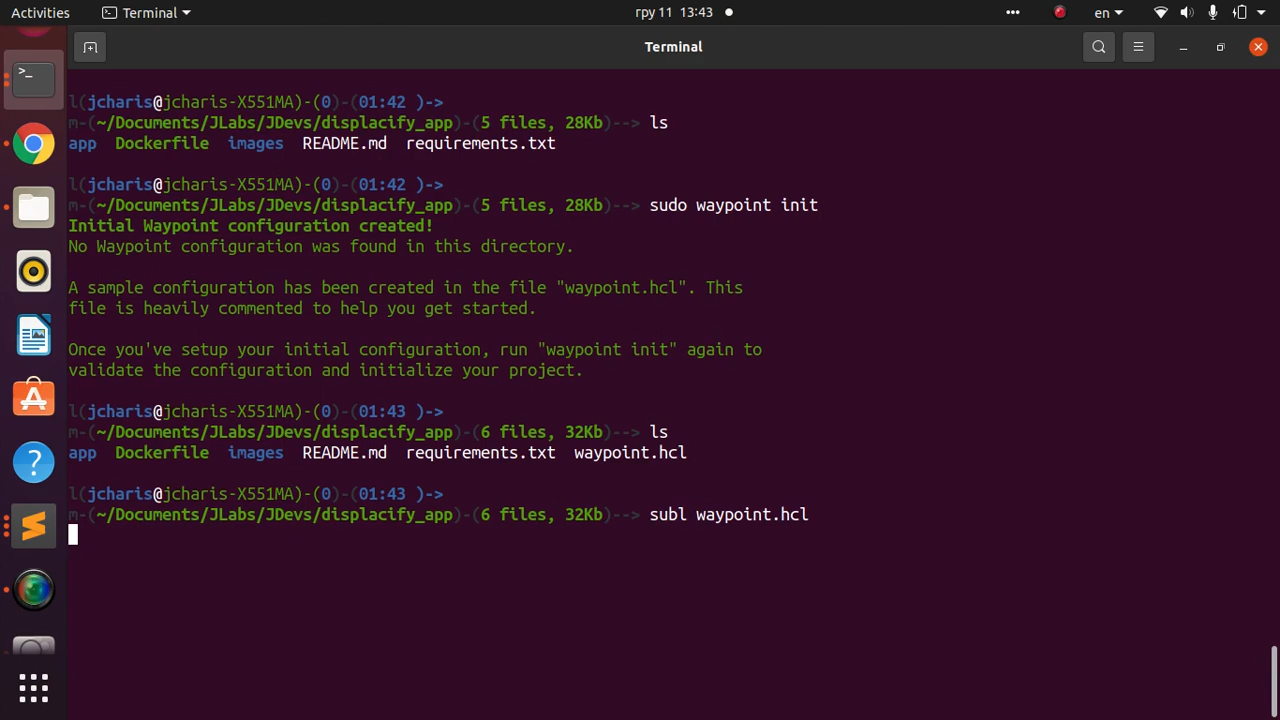 Activities Terminal гру 11 13:43 en
Terminal
l(jcharis@jcharis-X551MA)-(0)-(01:42 )->
m-(~/Documents/JLabs/JDevs/displacify_app)-(5 files, 28Kb)--> ls
app Dockerfile images README.md requirements.txt
l(jcharis@jcharis-X551MA)-(0)-(01:42 )->
m-(~/Documents/JLabs/JDevs/displacify_app)-(5 files, 28Kb)--> sudo waypoint init
Initial Waypoint configuration created!
No Waypoint configuration was found in this directory.
A sample configuration has been created in the file "waypoint.hcl". This
file is heavily commented to help you get started.
Once you've setup your initial configuration, run "waypoint init" again to
validate the configuration and initialize your project.
l(jcharis@jcharis-X551MA)-(0)-(01:43 )->
m-(~/Documents/JLabs/JDevs/displacify_app)-(6 files, 32Kb)--> ls
app Dockerfile images README.md requirements.txt waypoint.hcl
l(jcharis@jcharis-X551MA)-(0)-(01:43 )->
m-(~/Documents/JLabs/JDevs/displacify_app)-(6 files, 32Kb)--> subl waypoint.hcl